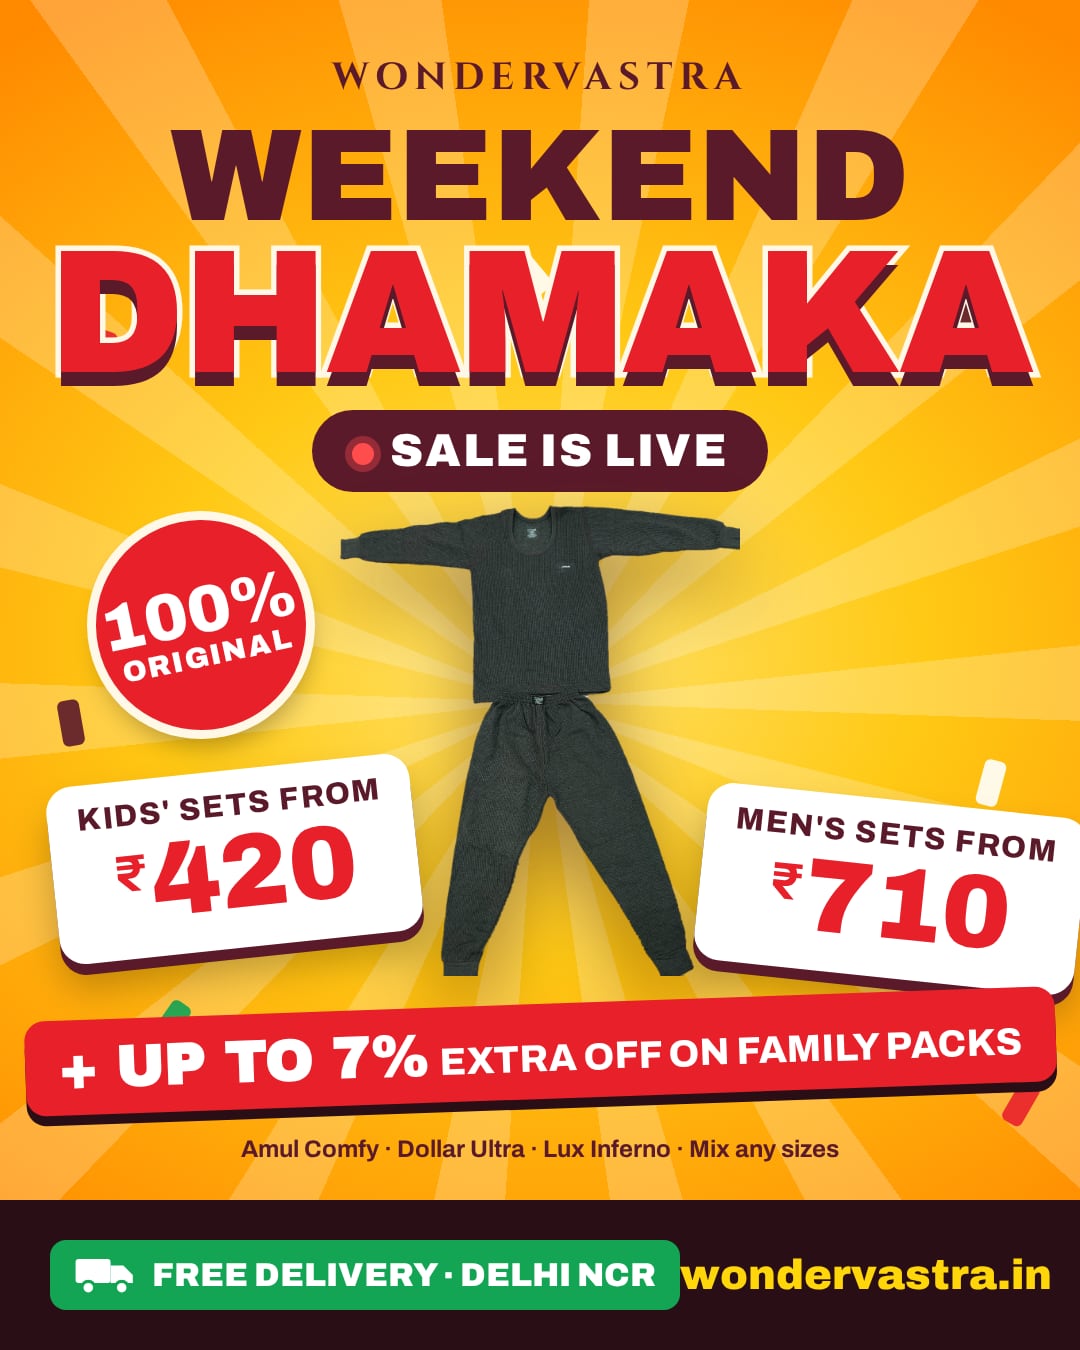 WONDERVASTRA
WEEKEND
DHAMAKA
SALE IS LIVE
100%
ORIGINAL
KIDS' SETS FROM
₹420
MEN'S SETS FROM
₹710
+ UP TO 7% EXTRA OFF ON FAMILY PACKS
Amul Comfy · Dollar Ultra · Lux Inferno · Mix any sizes
FREE DELIVERY · DELHI NCR
wondervastra.in